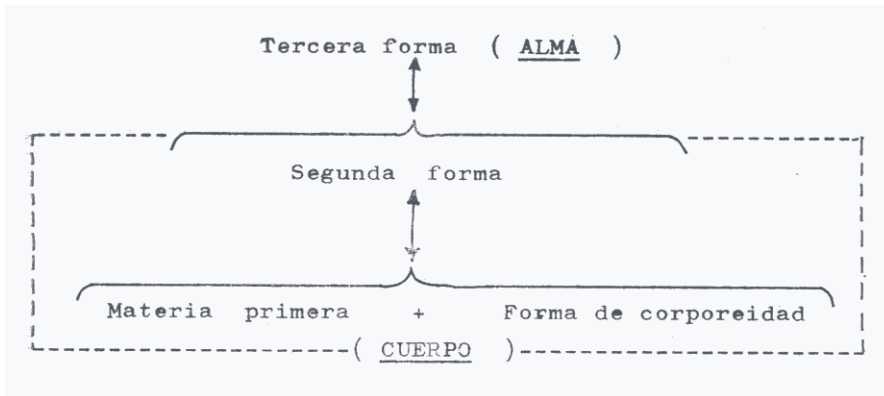 Tercera forma ( ALMA )
Segunda forma
Materia primera + Forma de corporeidad
( CUERPO )